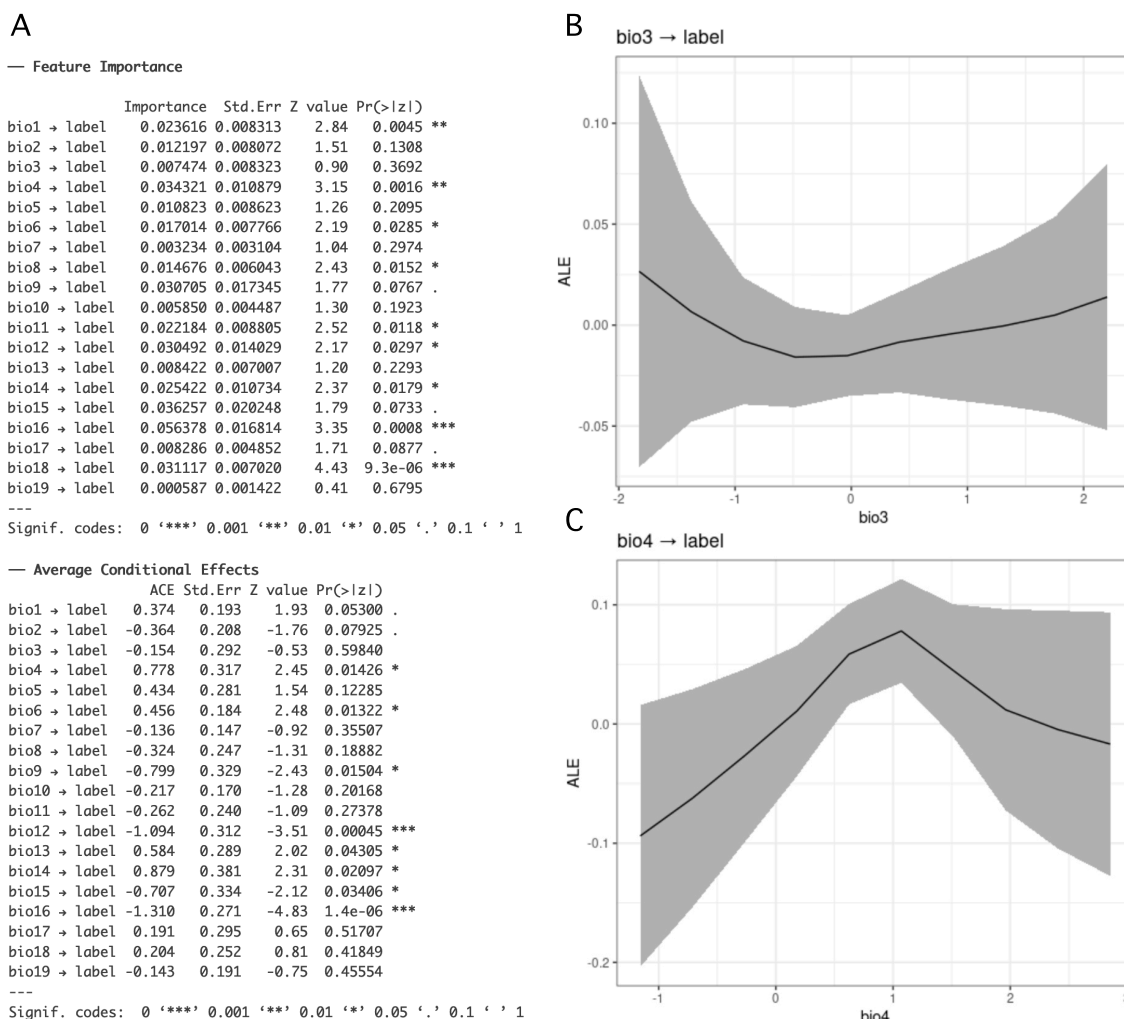 A
— Feature Importance
Importance Std.Err Z value Pr(>|z|)
bio1 → label 0.023616 0.008313 2.84 0.0045 **
bio2 → label 0.012197 0.008072 1.51 0.1308
bio3 → label 0.007474 0.008323 0.90 0.3692
bio4 → label 0.034321 0.010879 3.15 0.0016 **
bio5 → label 0.010823 0.008623 1.26 0.2095
bio6 → label 0.017014 0.007766 2.19 0.0285 *
bio7 → label 0.003234 0.003104 1.04 0.2974
bio8 → label 0.014676 0.006043 2.43 0.0152 *
bio9 → label 0.030705 0.017345 1.77 0.0767 .
bio10 → label 0.005850 0.004487 1.30 0.1923
bio11 → label 0.022184 0.008805 2.52 0.0118 *
bio12 → label 0.030492 0.014029 2.17 0.0297 *
bio13 → label 0.008422 0.007007 1.20 0.2293
bio14 → label 0.025422 0.010734 2.37 0.0179 *
bio15 → label 0.036257 0.020248 1.79 0.0733 .
bio16 → label 0.056378 0.016814 3.35 0.0008 ***
bio17 → label 0.008286 0.004852 1.71 0.0877 .
bio18 → label 0.031117 0.007020 4.43 9.3e-06 ***
bio19 → label 0.000587 0.001422 0.41 0.6795
---
Signif. codes: 0 ‘***’ 0.001 ‘**’ 0.01 ‘*’ 0.05 ‘.’ 0.1 ‘ ’ 1
— Average Conditional Effects
ACE Std.Err Z value Pr(>|z|)
bio1 → label 0.374 0.193 1.93 0.05300 .
bio2 → label -0.364 0.208 -1.76 0.07925 .
bio3 → label -0.154 0.292 -0.53 0.59840
bio4 → label 0.778 0.317 2.45 0.01426 *
bio5 → label 0.434 0.281 1.54 0.12285
bio6 → label 0.456 0.184 2.48 0.01322 *
bio7 → label -0.136 0.147 -0.92 0.35507
bio8 → label -0.324 0.247 -1.31 0.18882
bio9 → label -0.799 0.329 -2.43 0.01504 *
bio10 → label -0.217 0.170 -1.28 0.20168
bio11 → label -0.262 0.240 -1.09 0.27378
bio12 → label -1.094 0.312 -3.51 0.00045 ***
bio13 → label 0.584 0.289 2.02 0.04305 *
bio14 → label 0.879 0.381 2.31 0.02097 *
bio15 → label -0.707 0.334 -2.12 0.03406 *
bio16 → label -1.310 0.271 -4.83 1.4e-06 ***
bio17 → label 0.191 0.295 0.65 0.51707
bio18 → label 0.204 0.252 0.81 0.41849
bio19 → label -0.143 0.191 -0.75 0.45554
---
Signif. codes: 0 ‘***’ 0.001 ‘**’ 0.01 ‘*’ 0.05 ‘.’ 0.1 ‘ ’ 1
B
bio3 → label
0.10
0.05
0.00
-0.05
ALE
-2 -1 0 1 2
bio3
C
bio4 → label
0.1
0.0
-0.1
-0.2
ALE
-1 0 1 2
bio4